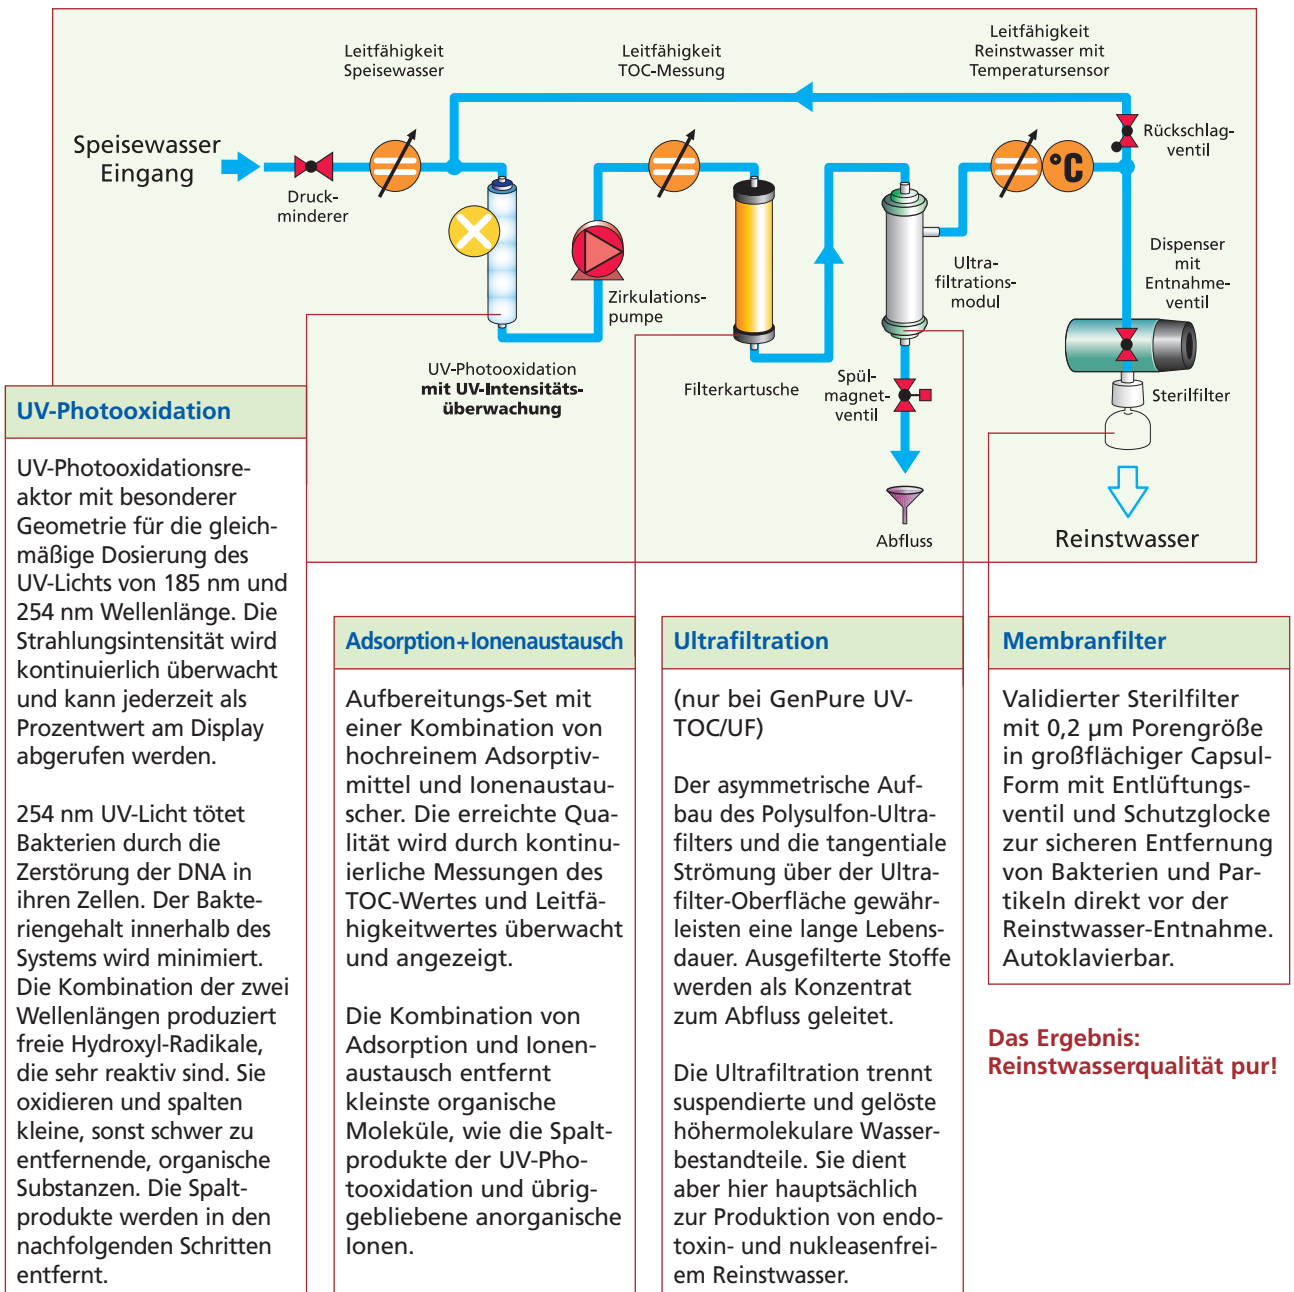 Leitfähigkeit
Speisewasser
Leitfähigkeit
TOC-Messung
Leitfähigkeit
Reinstwasser mit
Temperatursensor
Speisewasser
Eingang
Druck-
minderer
°C
Rückschlag-
ventil
Zirkulations-
pumpe
Ultra-
filtrations-
modul
Dispenser
mit
Entnahme-
ventil
UV-Photooxidation
mit UV-Intensitäts-
überwachung
Filterkartusche
Spül-
magnet-
ventil
Sterilfilter
Abfluss
Reinstwasser
UV-Photooxidation
UV-Photooxidationsre-
aktor mit besonderer
Geometrie für die gleich-
mäßige Dosierung des
UV-Lichts von 185 nm und
254 nm Wellenlänge. Die
Strahlungsintensität wird
kontinuierlich überwacht
und kann jederzeit als
Prozentwert am Display
abgerufen werden.
254 nm UV-Licht tötet
Bakterien durch die
Zerstörung der DNA in
ihren Zellen. Der Bakte-
riengehalt innerhalb des
Systems wird minimiert.
Die Kombination der zwei
Wellenlängen produziert
freie Hydroxyl-Radikale,
die sehr reaktiv sind. Sie
oxidieren und spalten
kleine, sonst schwer zu
entfernende, organische
Substanzen. Die Spalt-
produkte werden in den
nachfolgenden Schritten
entfernt.
Adsorption+Ionenaustausch
Aufbereitungs-Set mit
einer Kombination von
hochreinem Adsorptiv-
mittel und Ionenaustau-
scher. Die erreichte Qua-
lität wird durch kontinu-
ierliche Messungen des
TOC-Wertes und Leitfä-
higkeitwertes überwacht
und angezeigt.
Die Kombination von
Adsorption und Ionen-
austausch entfernt
kleinste organische
Moleküle, wie die Spalt-
produkte der UV-Pho-
tooxidation und übrig-
gebliebene anorganische
Ionen.
Ultrafiltration
(nur bei GenPure UV-
TOC/UF)
Der asymmetrische Auf-
bau des Polysulfon-Ultra-
filters und die tangentiale
Strömung über der Ultra-
filter-Oberfläche gewähr-
leisten eine lange Lebens-
dauer. Ausgefilterte Stoffe
werden als Konzentrat
zum Abfluss geleitet.
Die Ultrafiltration trennt
suspendierte und gelöste
höhermolekulare Wasser-
bestandteile. Sie dient
aber hier hauptsächlich
zur Produktion von endo-
toxin- und nukleasenfrei-
em Reinstwasser.
Membranfilter
Validierter Sterilfilter
mit 0,2 µm Porengröße
in großflächiger Capsul-
Form mit Entlüftungs-
ventil und Schutzglocke
zur sicheren Entfernung
von Bakterien und Par-
tikeln direkt vor der
Reinstwasser-Entnahme.
Autoklavierbar.
Das Ergebnis:
Reinstwasserqualität pur!